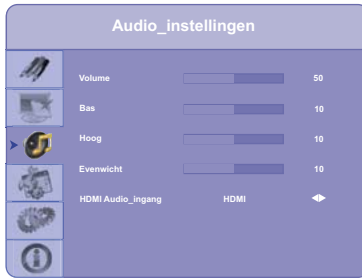 Audio_instellingen
Volume 50
Bas 10
Hoog 10
Evenwicht 10
HDMI Audio_ingang HDMI